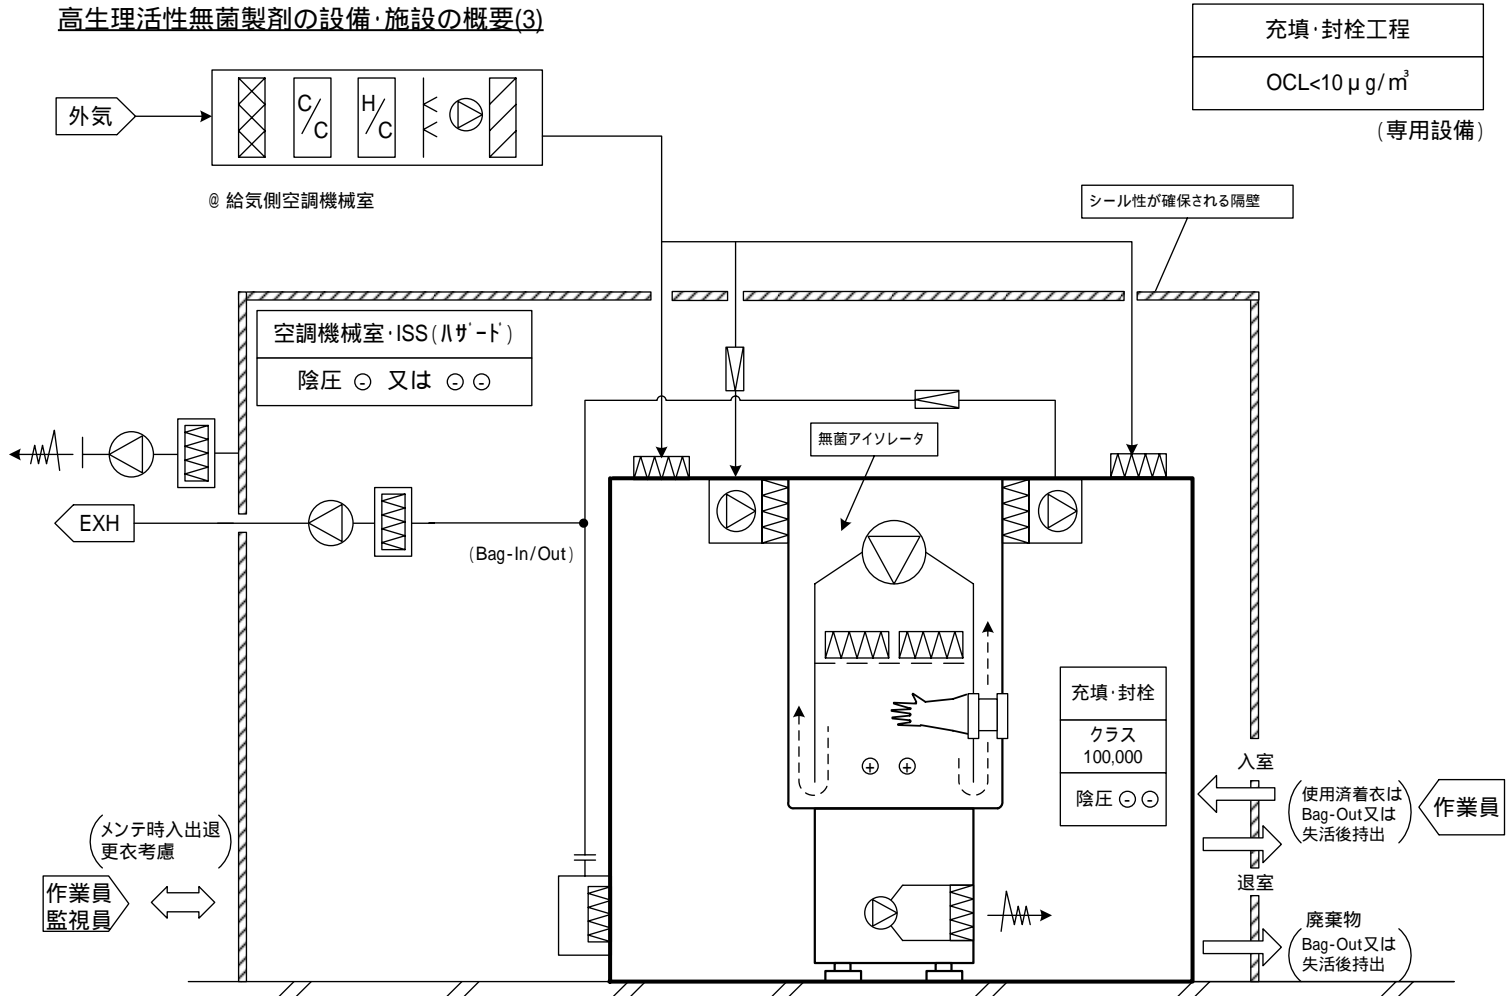 高生理活性無菌製剤の設備･施設の概要(3)
充填･封栓工程
OCL<10μg/㎥
(専用設備)
外気
C/C
H/C
@ 給気側空調機械室
シール性が確保される隔壁
空調機械室･ISS(ﾊｻﾞｰﾄﾞ)
陰圧 ⊖ 又は ⊖ ⊖
無菌アイソレータ
EXH
(Bag-In/Out)
充填･封栓
クラス
100,000
陰圧 ⊖ ⊖
⊕ ⊕
入室
(使用済着衣は
Bag-Out又は
失活後持出)
作業員
退室
(メンテ時入出退
更衣考慮)
作業員
監視員
廃棄物
(Bag-Out又は
失活後持出)